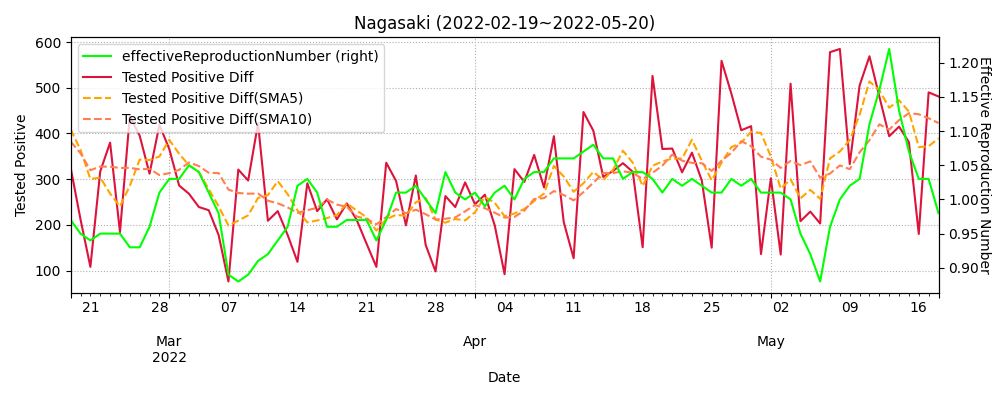 Nagasaki (2022-02-19~2022-05-20)
effectiveReproductionNumber (right)
Tested Positive Diff
Tested Positive Diff(SMA5)
Tested Positive Diff(SMA10)
Tested Positive
600
500
400
300
200
100
1.20
1.15
1.10
1.05
1.00
0.95
0.90
Effective Reproduction Number
21 28 07 14 21 28 04 11 18 25 02 09 16
Mar Apr May
2022
Date